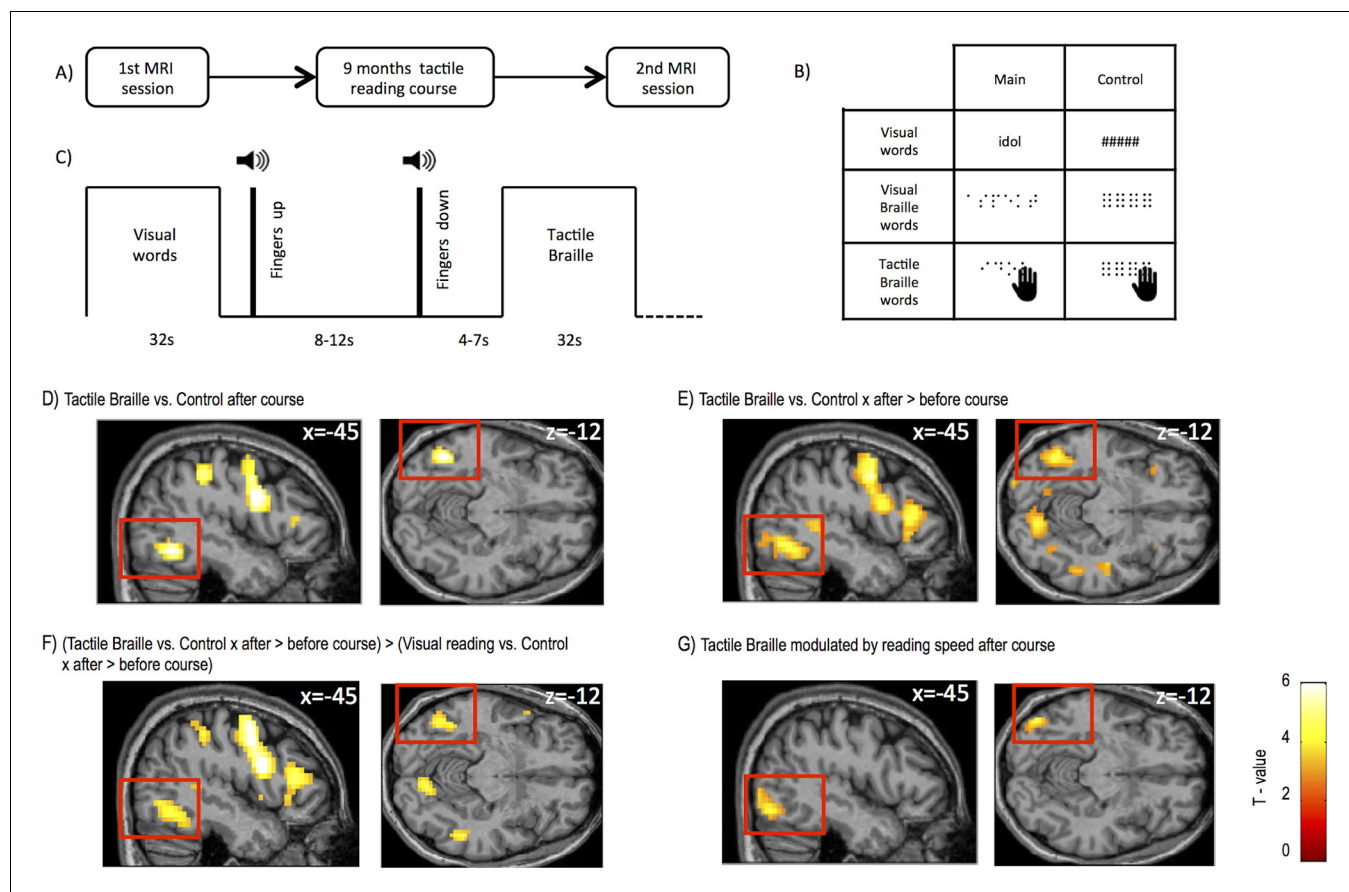 A)
1st MRI
session
9 months tactile
reading course
2nd MRI
session
B)
Main
Control
Visual
words
idol
#####
Visual
Braille
words
Tactile
Braille
words
C)
Visual
words
Fingers up
Fingers down
Tactile
Braille
32s
8-12s
4-7s
32s
D) Tactile Braille vs. Control after course
x=-45
z=-12
E) Tactile Braille vs. Control x after > before course
x=-45
z=-12
F) (Tactile Braille vs. Control x after > before course) > (Visual reading vs. Control
x after > before course)
x=-45
z=-12
G) Tactile Braille modulated by reading speed after course
x=-45
z=-12
6
4
2
0
T - value